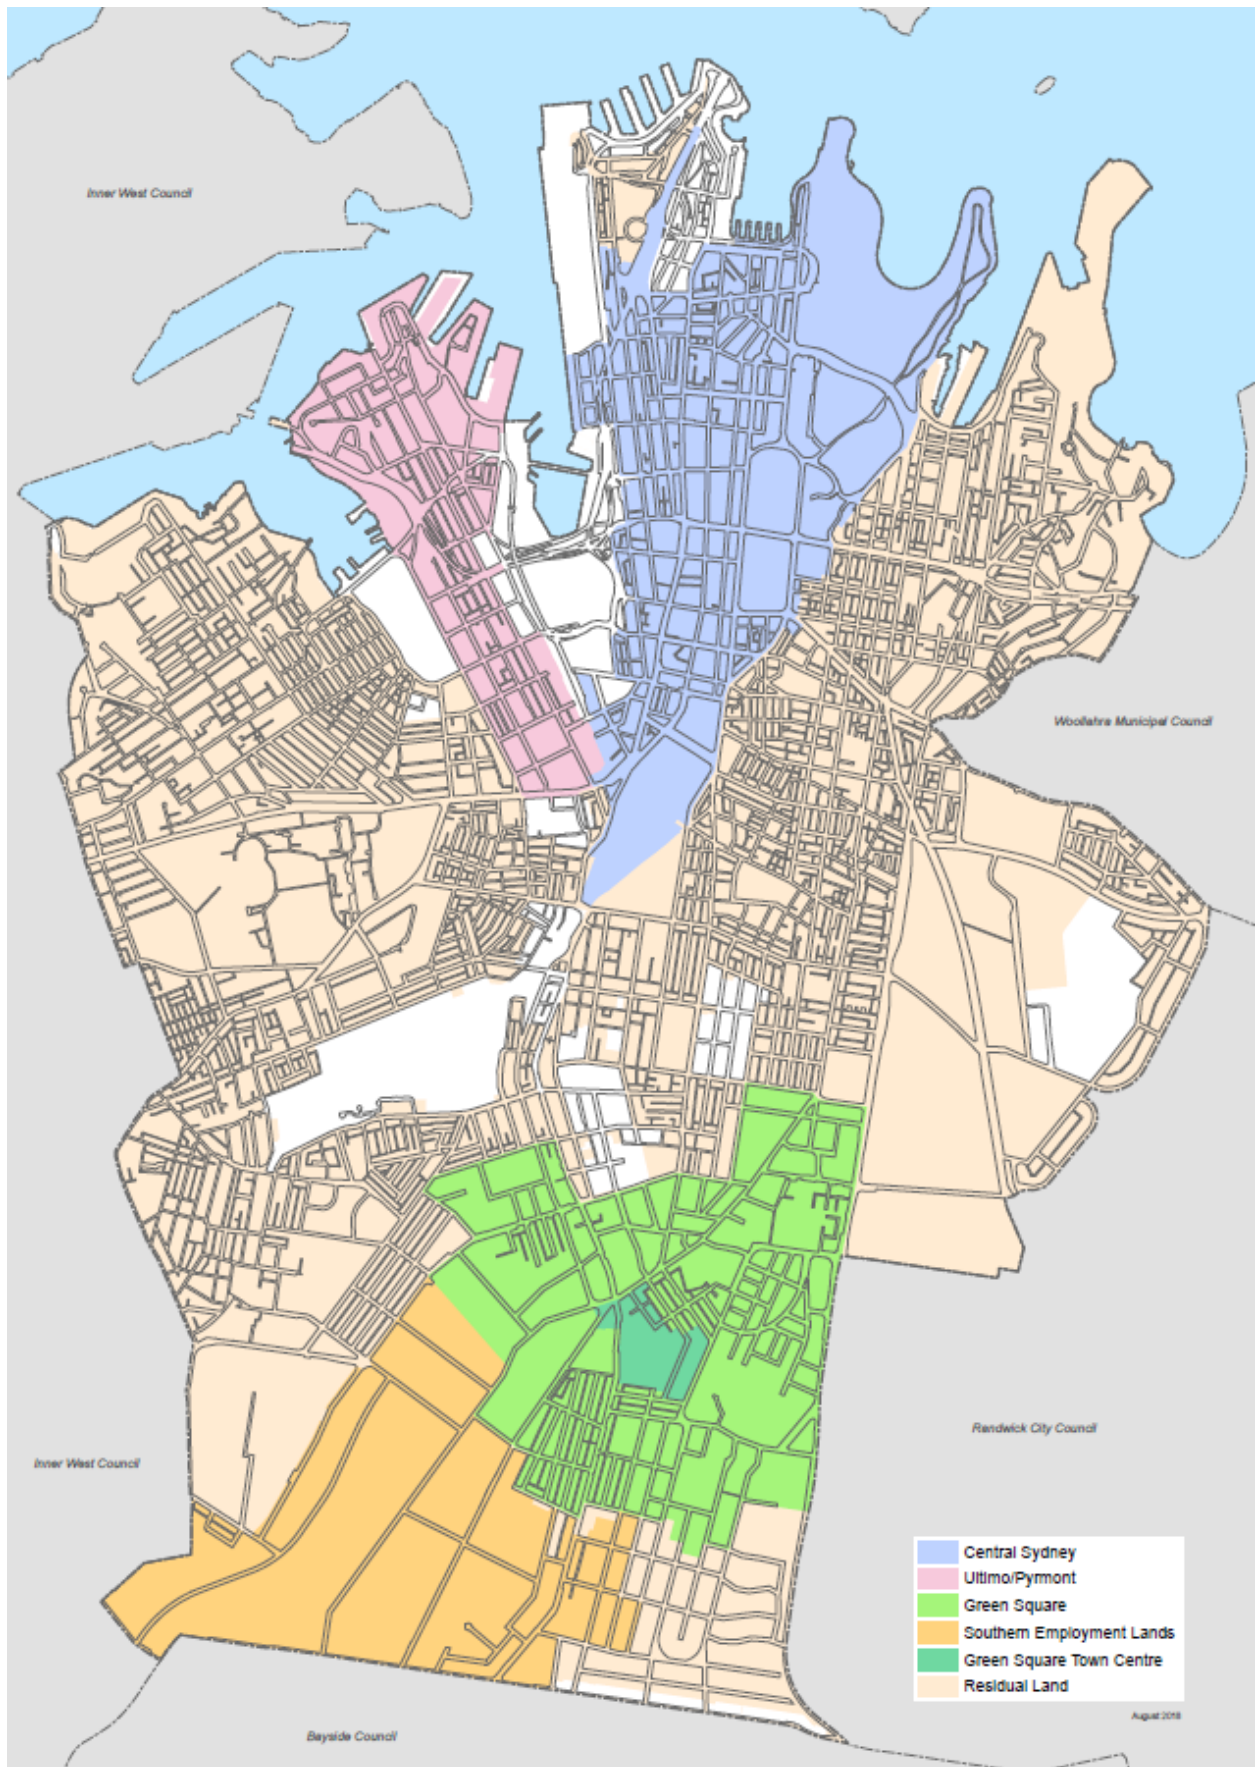 Inner West Council
Woollahra Municipal Council
Randwick City Council
Inner West Council
Bayside Council
Central Sydney
Ultimo/Pyrmont
Green Square
Southern Employment Lands
Green Square Town Centre
Residual Land
August 2018